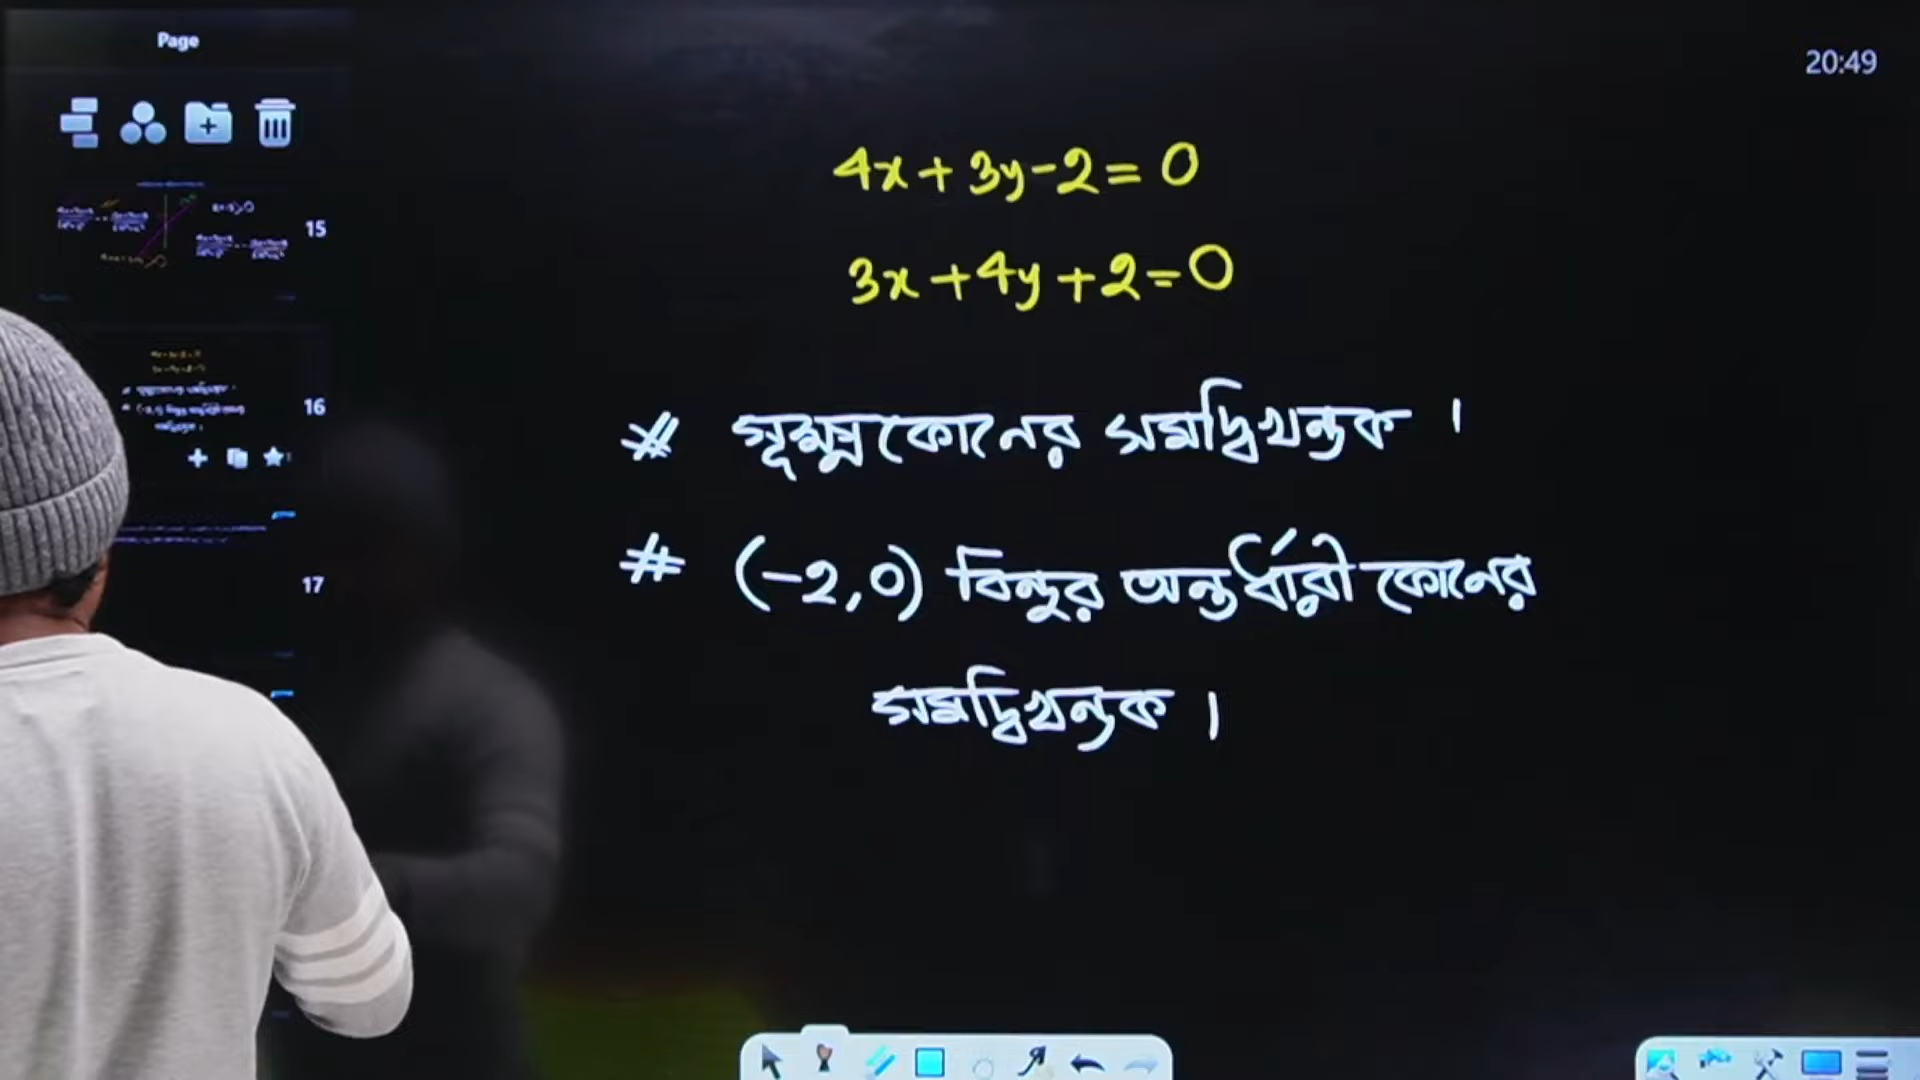 Page
20:49
15
16
17
4x+3y-2=0
3x+4y+2=0
# সূক্ষ্মকোনের সমদ্বিখন্ডক ।
# (-2,0) বিন্দুর অন্তর্ধারী কোনের
সমদ্বিখন্ডক ।